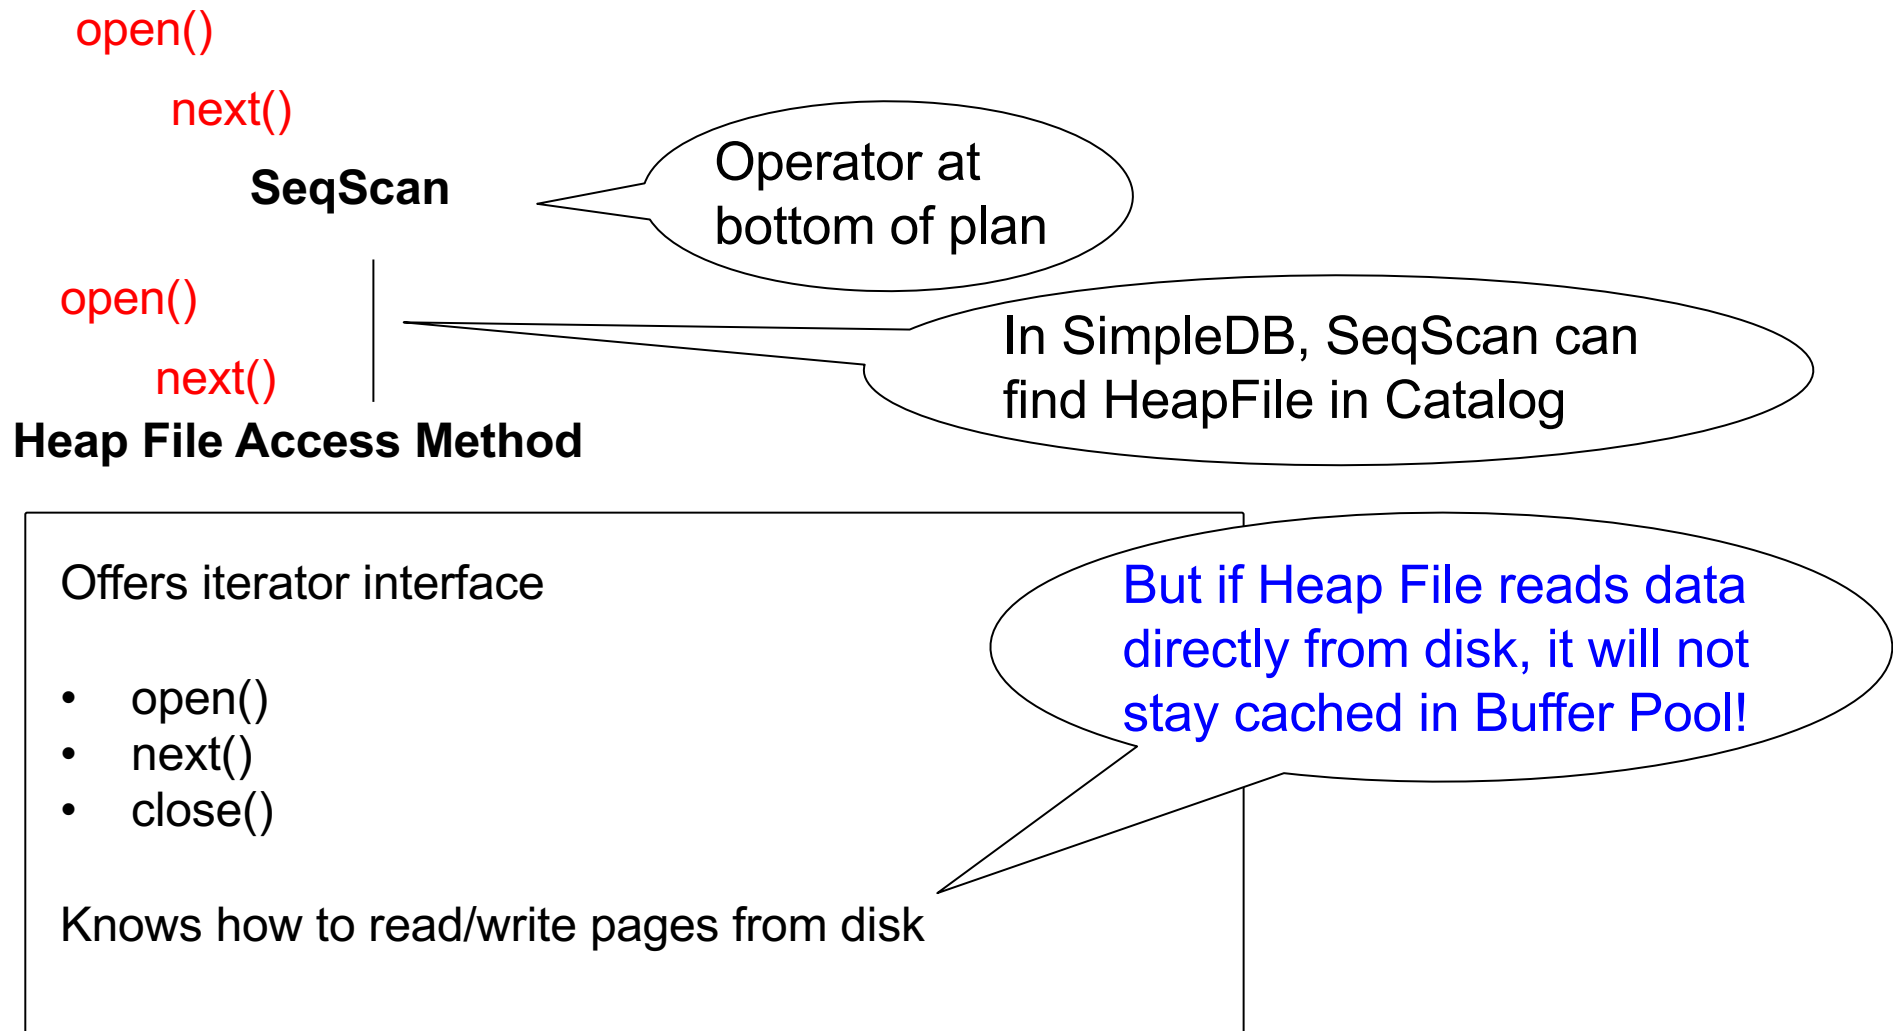 open()
next()
SeqScan
Operator at
bottom of plan
open()
next()
In SimpleDB, SeqScan can
find HeapFile in Catalog
Heap File Access Method
Offers iterator interface
• open()
• next()
• close()
Knows how to read/write pages from disk
But if Heap File reads data
directly from disk, it will not
stay cached in Buffer Pool!